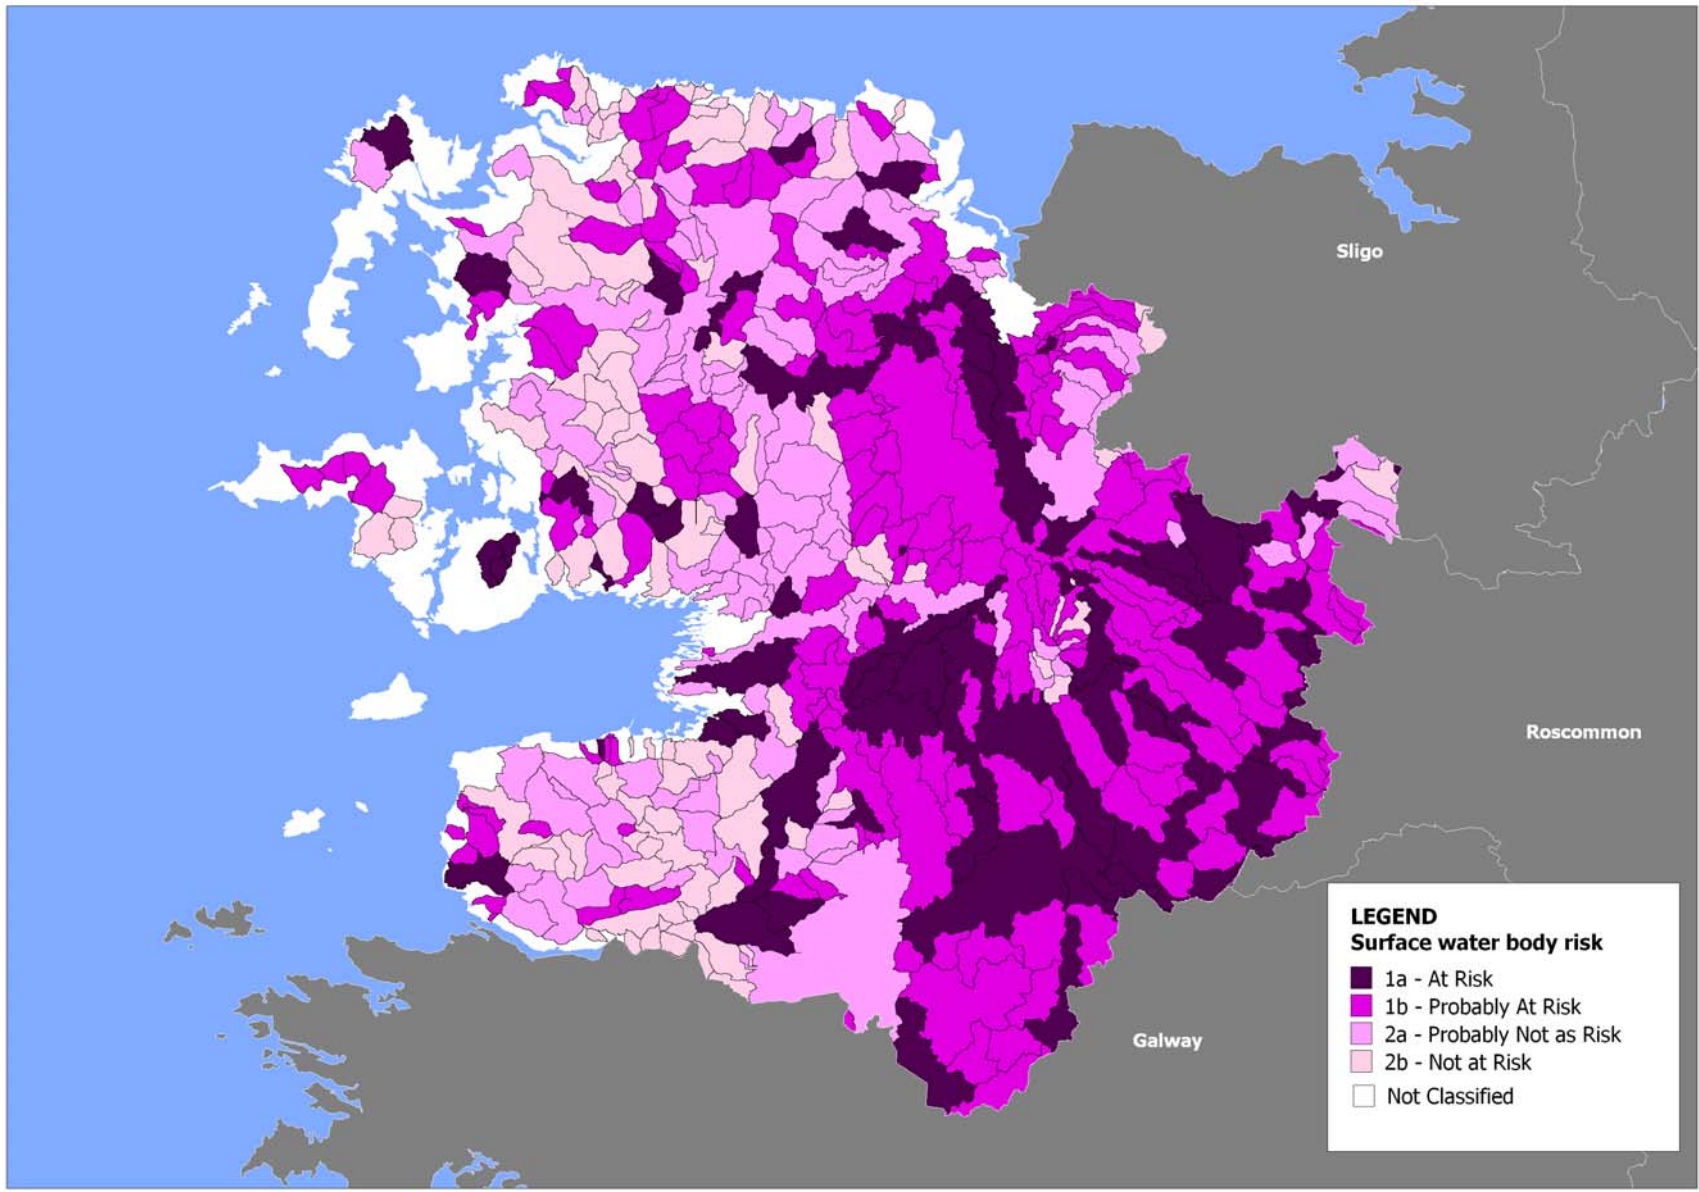 Sligo
Roscommon
Galway
LEGEND
Surface water body risk
1a - At Risk
1b - Probably At Risk
2a - Probably Not as Risk
2b - Not at Risk
Not Classified